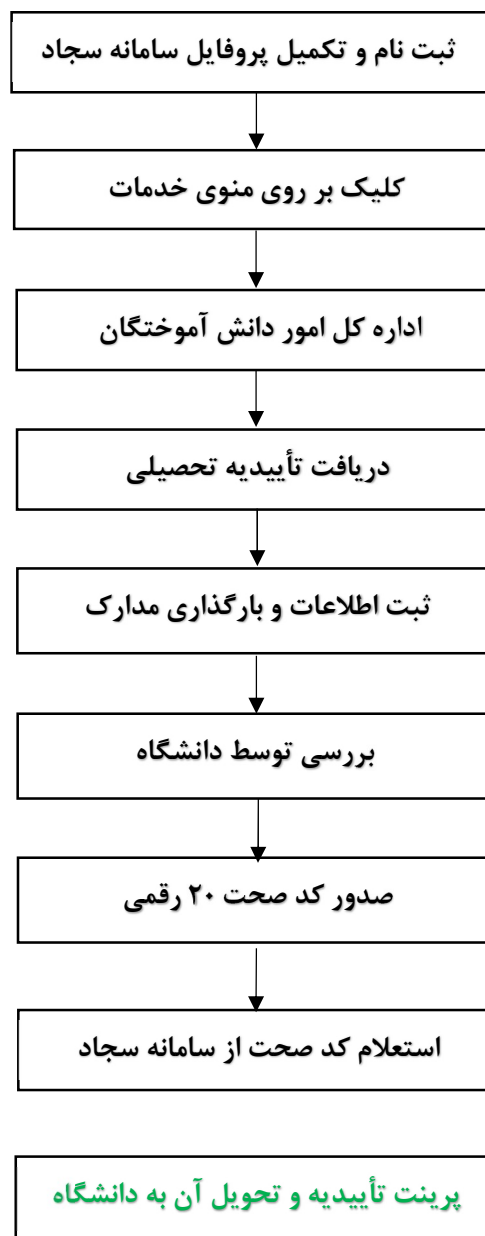 ثبت نام و تکمیل پروفایل سامانه سجاد
کلیک بر روی منوی خدمات
اداره کل امور دانش آموختگان
دریافت تأییدیه تحصیلی
ثبت اطلاعات و بارگذاری مدارک
بررسی توسط دانشگاه
صدور کد صحت ۲۰ رقمی
استعلام کد صحت از سامانه سجاد
پرینت تأییدیه و تحویل آن به دانشگاه